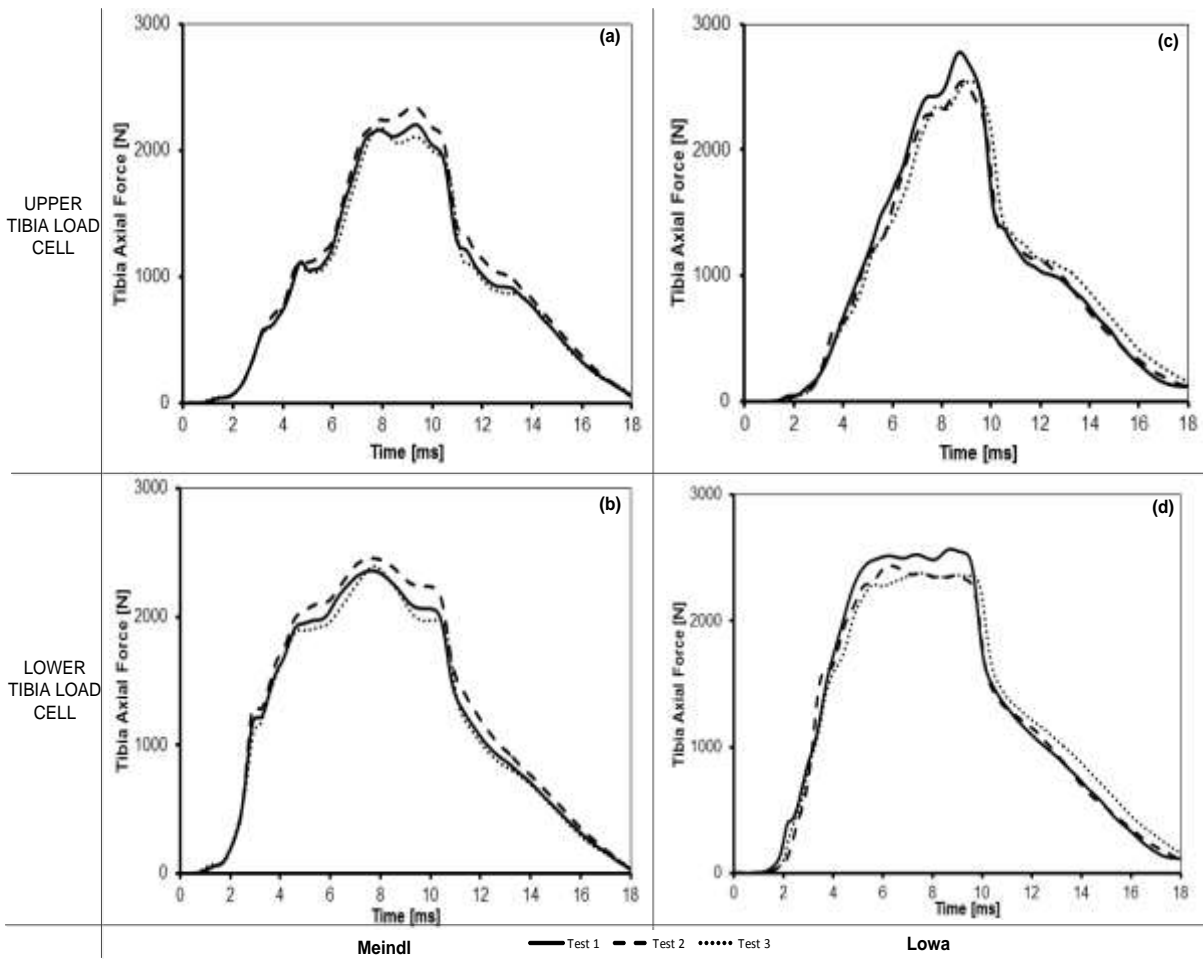 UPPER
TIBIA LOAD
CELL
(a)
Tibia Axial Force [N]
3000
2000
1000
0
0 2 4 6 8 10 12 14 16 18
Time [ms]
(c)
Tibia Axial Force [N]
3000
2000
1000
0
0 2 4 6 8 10 12 14 16 18
Time [ms]
LOWER
TIBIA LOAD
CELL
(b)
Tibia Axial Force [N]
3000
2000
1000
0
0 2 4 6 8 10 12 14 16 18
Time [ms]
(d)
Tibia Axial Force [N]
3000
2000
1000
0
0 2 4 6 8 10 12 14 16 18
Time [ms]
Meindl
Test 1 Test 2 Test 3
Lowa